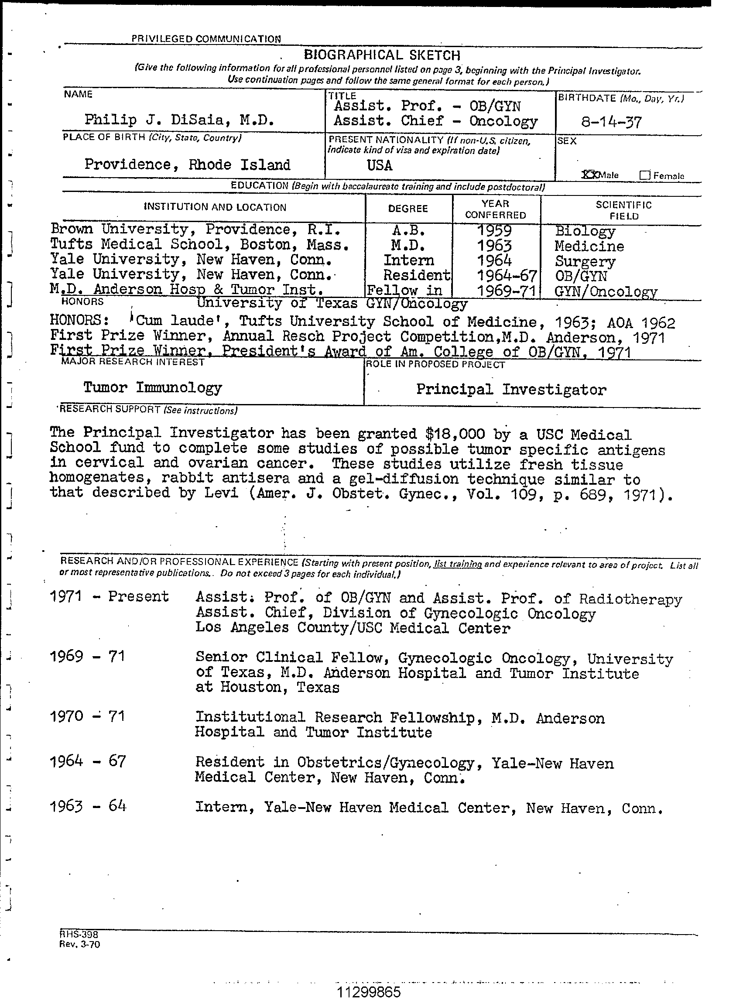 PRIVILEGED COMMUNICATION
BIOGRAPHICAL SKETCH
(Give the following information for all professional personnel listed on page 3, beginning with the Principal Investigator.
Use continuation pages and follow the same general format for each person.)
NAME
Philip J. DiSaia, M.D.
TITLE
Assist. Prof. - OB/GYN
Assist. Chief - Oncology
BIRTHDATE (Mo., Day, Yr.)
8-14-37
PLACE OF BIRTH (City, State, Country)
Providence, Rhode Island
PRESENT NATIONALITY (If non-U.S. citizen,
indicate kind of visa and expiration date)
USA
SEX
XXMale Female
EDUCATION (Begin with baccalaureate training and include postdoctoral)
INSTITUTION AND LOCATION DEGREE YEAR CONFERRED SCIENTIFIC FIELD
Brown University, Providence, R.I. A.B. 1959 Biology
Tufts Medical School, Boston, Mass. M.D. 1963 Medicine
Yale University, New Haven, Conn. Intern 1964 Surgery
Yale University, New Haven, Conn. Resident 1964-67 OB/GYN
M.D. Anderson Hosp & Tumor Inst. Fellow in 1969-71 GYN/Oncology
HONORS University of Texas GYN/Oncology
HONORS: 'Cum laude', Tufts University School of Medicine, 1963; AOA 1962
First Prize Winner, Annual Resch Project Competition,M.D. Anderson, 1971
First Prize Winner, President's Award of Am. College of OB/GYN, 1971
MAJOR RESEARCH INTEREST
Tumor Immunology
ROLE IN PROPOSED PROJECT
Principal Investigator
RESEARCH SUPPORT (See instructions)
The Principal Investigator has been granted $18,000 by a USC Medical
School fund to complete some studies of possible tumor specific antigens
in cervical and ovarian cancer. These studies utilize fresh tissue
homogenates, rabbit antisera and a gel-diffusion technique similar to
that described by Levi (Amer. J. Obstet. Gynec., Vol. 109, p. 689, 1971).
RESEARCH AND/OR PROFESSIONAL EXPERIENCE (Starting with present position, list training and experience relevant to area of project. List all
or most representative publications. Do not exceed 3 pages for each individual.)
1971 - Present Assist. Prof. of OB/GYN and Assist. Prof. of Radiotherapy
Assist. Chief, Division of Gynecologic Oncology
Los Angeles County/USC Medical Center
1969 - 71 Senior Clinical Fellow, Gynecologic Oncology, University
of Texas, M.D. Anderson Hospital and Tumor Institute
at Houston, Texas
1970 - 71 Institutional Research Fellowship, M.D. Anderson
Hospital and Tumor Institute
1964 - 67 Resident in Obstetrics/Gynecology, Yale-New Haven
Medical Center, New Haven, Conn.
1963 - 64 Intern, Yale-New Haven Medical Center, New Haven, Conn.
RHS-398
Rev. 3-70
11299865